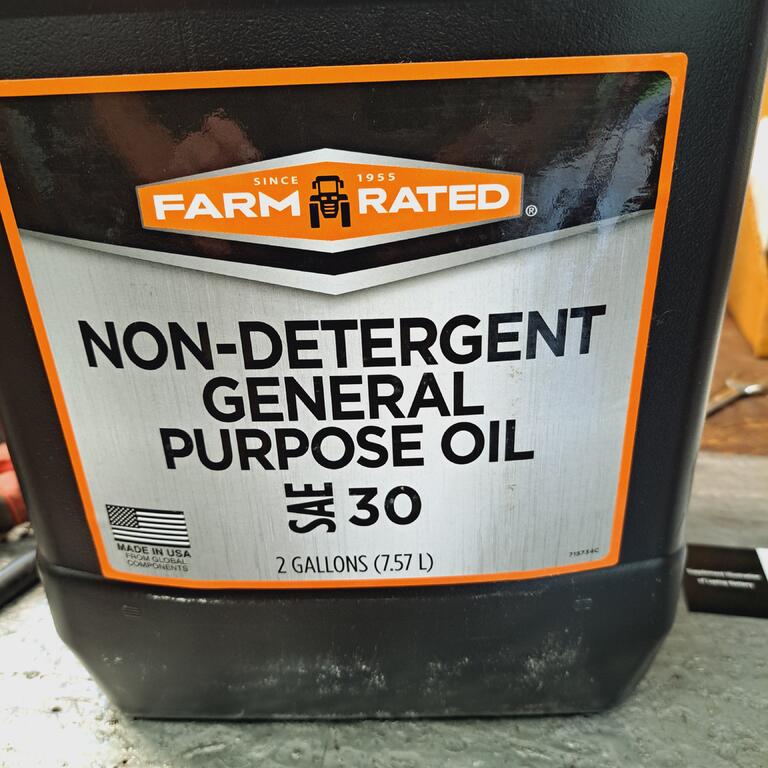 SINCE 1955
FARM RATED®
NON-DETERGENT
GENERAL
PURPOSE OIL
SAE 30
MADE IN USA
FROM GLOBAL
COMPONENTS
2 GALLONS (7.57 L)
715734C